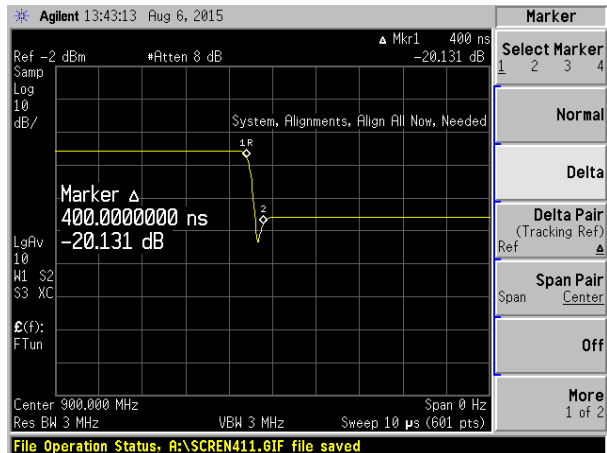 Agilent 13:43:13 Aug 6, 2015
Δ Mkr1 400 ns
Ref -2 dBm #Atten 8 dB -20.131 dB
Samp
Log
10
dB/
System, Alignments, Align All Now, Needed
1R
Marker Δ
400.0000000 ns
-20.131 dB
2
LgAv
10
W1 S2
S3 XC
£(f):
FTun
Center 900.000 MHz Span 0 Hz
Res BW 3 MHz VBW 3 MHz Sweep 10 µs (601 pts)
File Operation Status, A:\SCREN411.GIF file saved
Marker
Select Marker
1 2 3 4
Normal
Delta
Delta Pair
(Tracking Ref)
Ref Δ
Span Pair
Span Center
Off
More
1 of 2